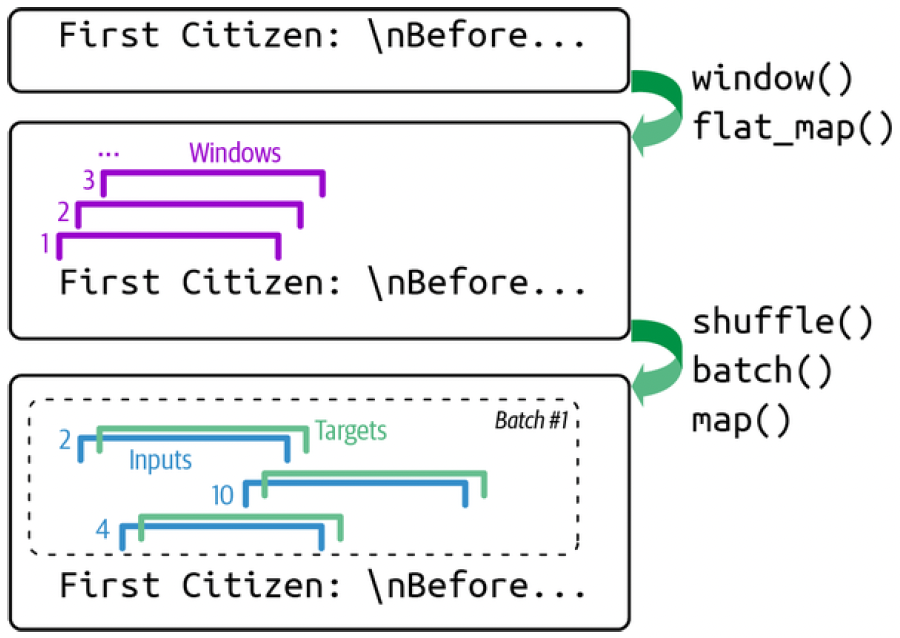 First Citizen: \nBefore...
window()
flat_map()
... Windows
3
2
1
First Citizen: \nBefore...
shuffle()
batch()
map()
Batch #1
2 Targets
Inputs
10
4
First Citizen: \nBefore...